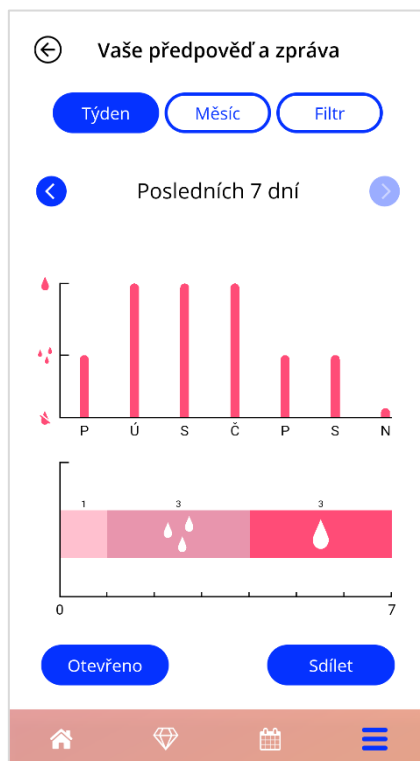 Vaše předpověď a zpráva
Týden Měsíc Filtr
Posledních 7 dní
P Ú S Č P S N
1 3 3
0 7
Otevřeno Sdílet